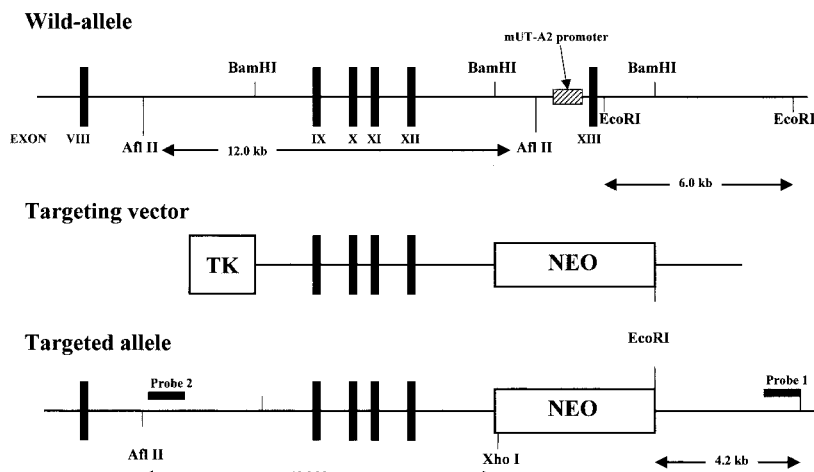 Wild-allele
mUT-A2 promoter
BamHI BamHI BamHI
EXON VIII Afl II IX X XI XII Afl II XIII EcoRI EcoRI
12.0 kb
6.0 kb
Targeting vector
TK NEO
EcoRI
Targeted allele
Probe 2 Probe 1
NEO
Afl II Xho I
4.2 kb